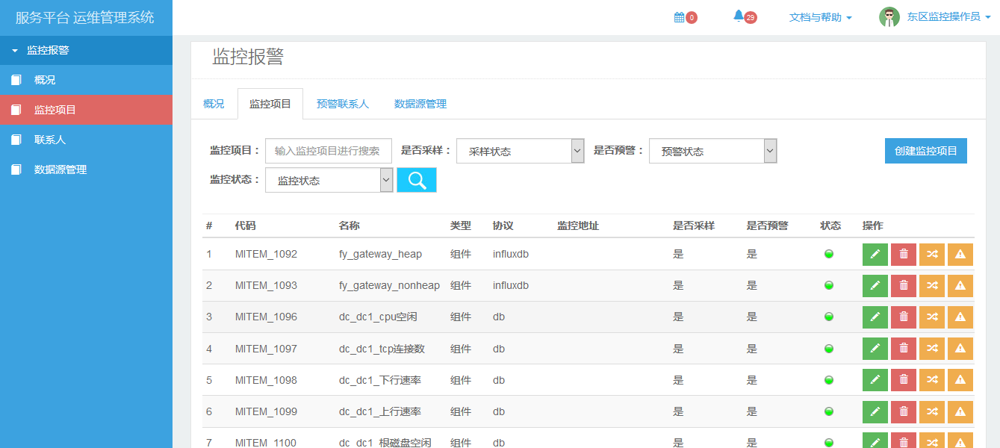 服务平台 运维管理系统
0
29
文档与帮助
东区监控操作员
监控报警
概况
监控项目
联系人
数据源管理
监控报警
概况 监控项目 预警联系人 数据源管理
监控项目： 输入监控项目进行搜索 是否采样： 采样状态 是否预警： 预警状态 创建监控项目
监控状态： 监控状态
# 代码 名称 类型 协议 监控地址 是否采样 是否预警 状态 操作
1 MITEM_1092 fy_gateway_heap 组件 influxdb 是 是
2 MITEM_1093 fy_gateway_nonheap 组件 influxdb 是 是
3 MITEM_1096 dc_dc1_cpu空闲 组件 db 是 是
4 MITEM_1097 dc_dc1_tcp连接数 组件 db 是 是
5 MITEM_1098 dc_dc1_下行速率 组件 db 是 是
6 MITEM_1099 dc_dc1_上行速率 组件 db 是 是
7 MITEM_1100 dc_dc1_根磁盘空闲 组件 db 是 是